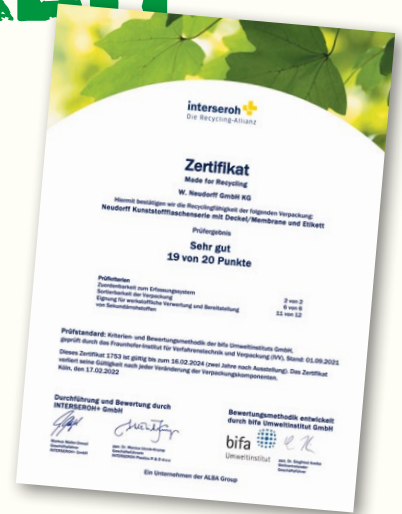 interseroh
Die Recycling-Allianz
Zertifikat
Made for Recycling
W. Neudorff GmbH KG
Hiermit bestätigen wir die Recyclingfähigkeit der folgenden Verpackung:
Neudorff Kunststoffflaschenserie mit Deckel/Membrane und Etikett
Prüfergebnis
Sehr gut
19 von 20 Punkte
Prüfkriterien
Zuordenbarkeit zum Erfassungssystem 2 von 2
Sortierbarkeit der Verpackung 6 von 6
Eignung für werkstoffliche Verwertung und Bereitstellung 11 von 12
von Sekundärrohstoffen
Prüfstandard: Kriterien- und Bewertungsmethodik der bifa Umweltinstituts GmbH,
geprüft durch das Fraunhofer-Institut für Verfahrenstechnik und Verpackung (IVV), Stand: 01.09.2021
Dieses Zertifikat 1753 ist gültig bis zum 16.02.2024 (zwei Jahre nach Ausstellung). Das Zertifikat
verliert seine Gültigkeit nach jeder Veränderung der Verpackungskomponenten.
Köln, den 17.02.2022
Durchführung und Bewertung durch
INTERSEROH+ GmbH
Bewertungsmethodik entwickelt
durch bifa Umweltinstitut GmbH
bifa
Umweltinstitut
Geschäftsführer
Ein Unternehmen der ALBA Group